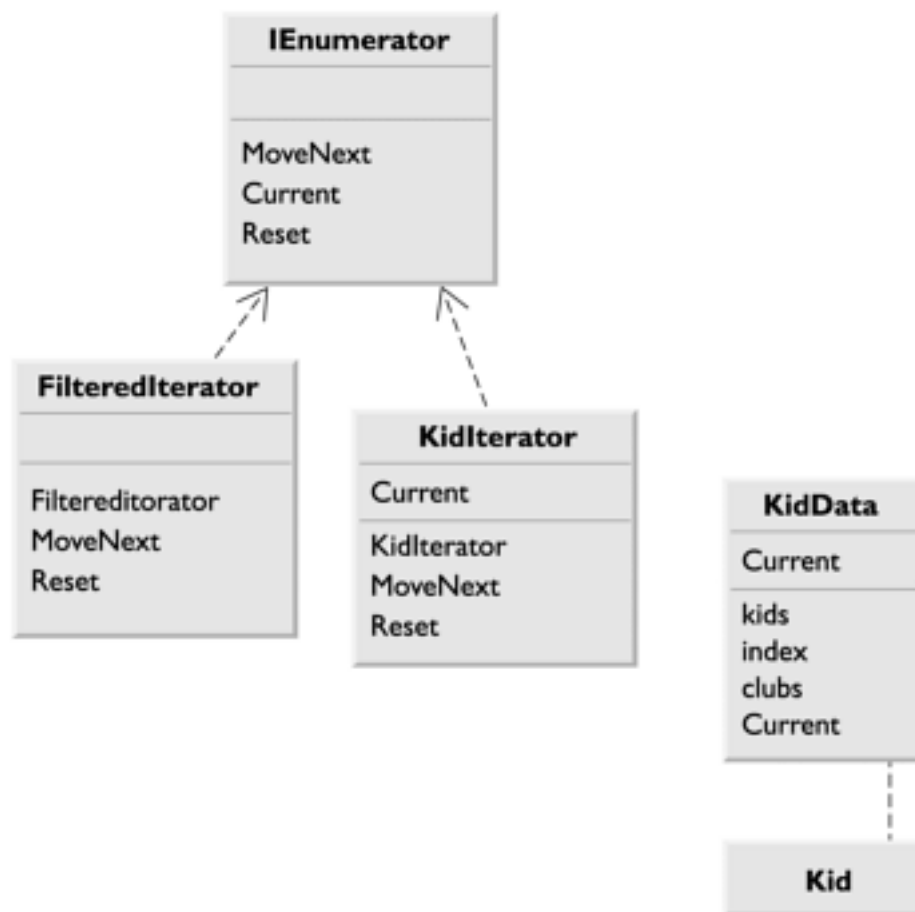 IEnumerator
MoveNext
Current
Reset
FilteredIterator
Filtereditorator
MoveNext
Reset
KidIterator
Current
KidIterator
MoveNext
Reset
KidData
Current
kids
index
clubs
Current
Kid